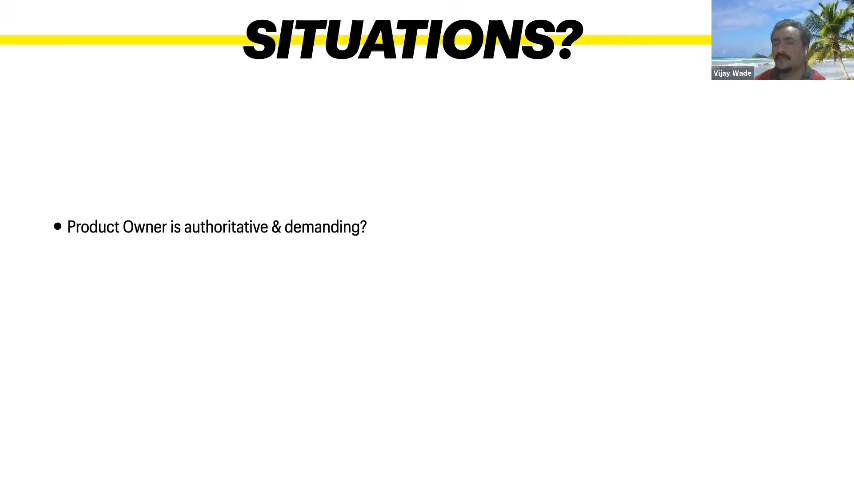 SITUATIONS?
Vijay Wade
• Product Owner is authoritative & demanding?